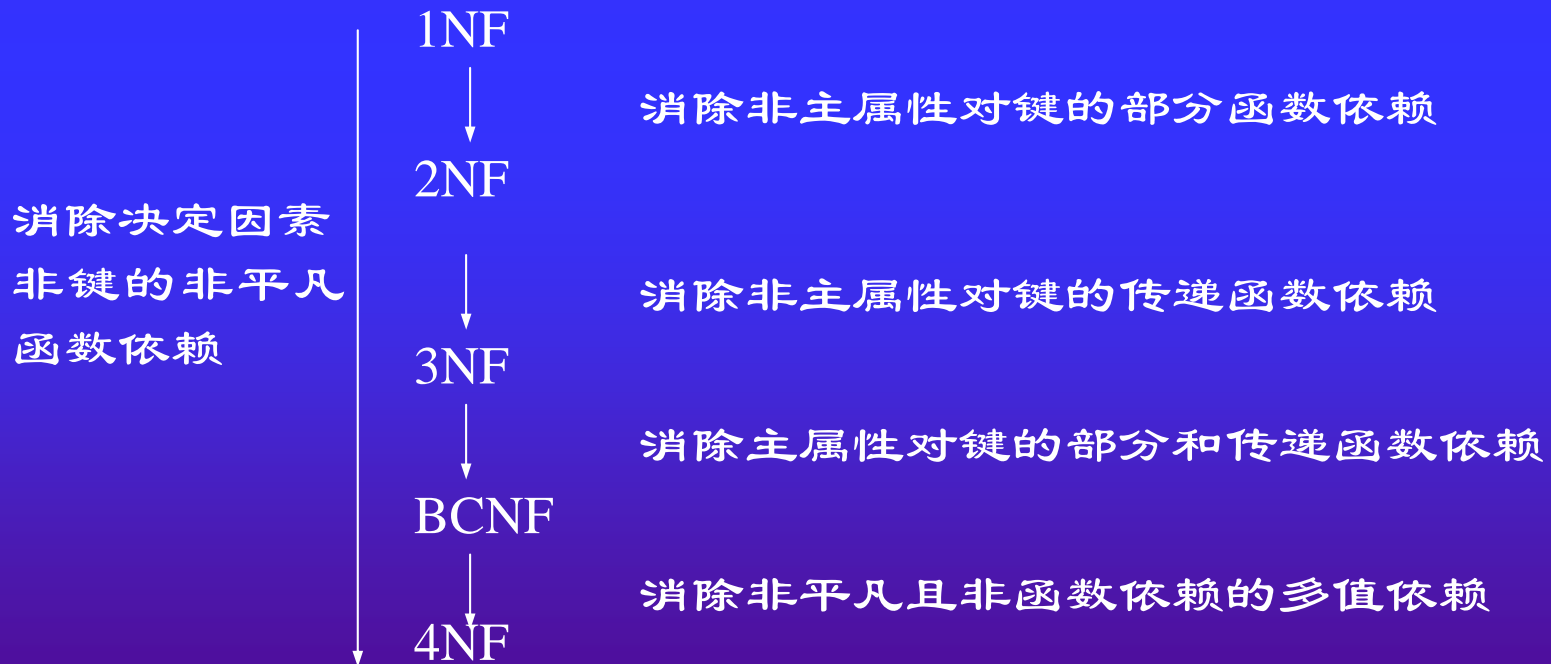 1NF
消除非主属性对键的部分函数依赖
2NF
消除决定因素
非键的非平凡
函数依赖
消除非主属性对键的传递函数依赖
3NF
消除主属性对键的部分和传递函数依赖
BCNF
消除非平凡且非函数依赖的多值依赖
4NF